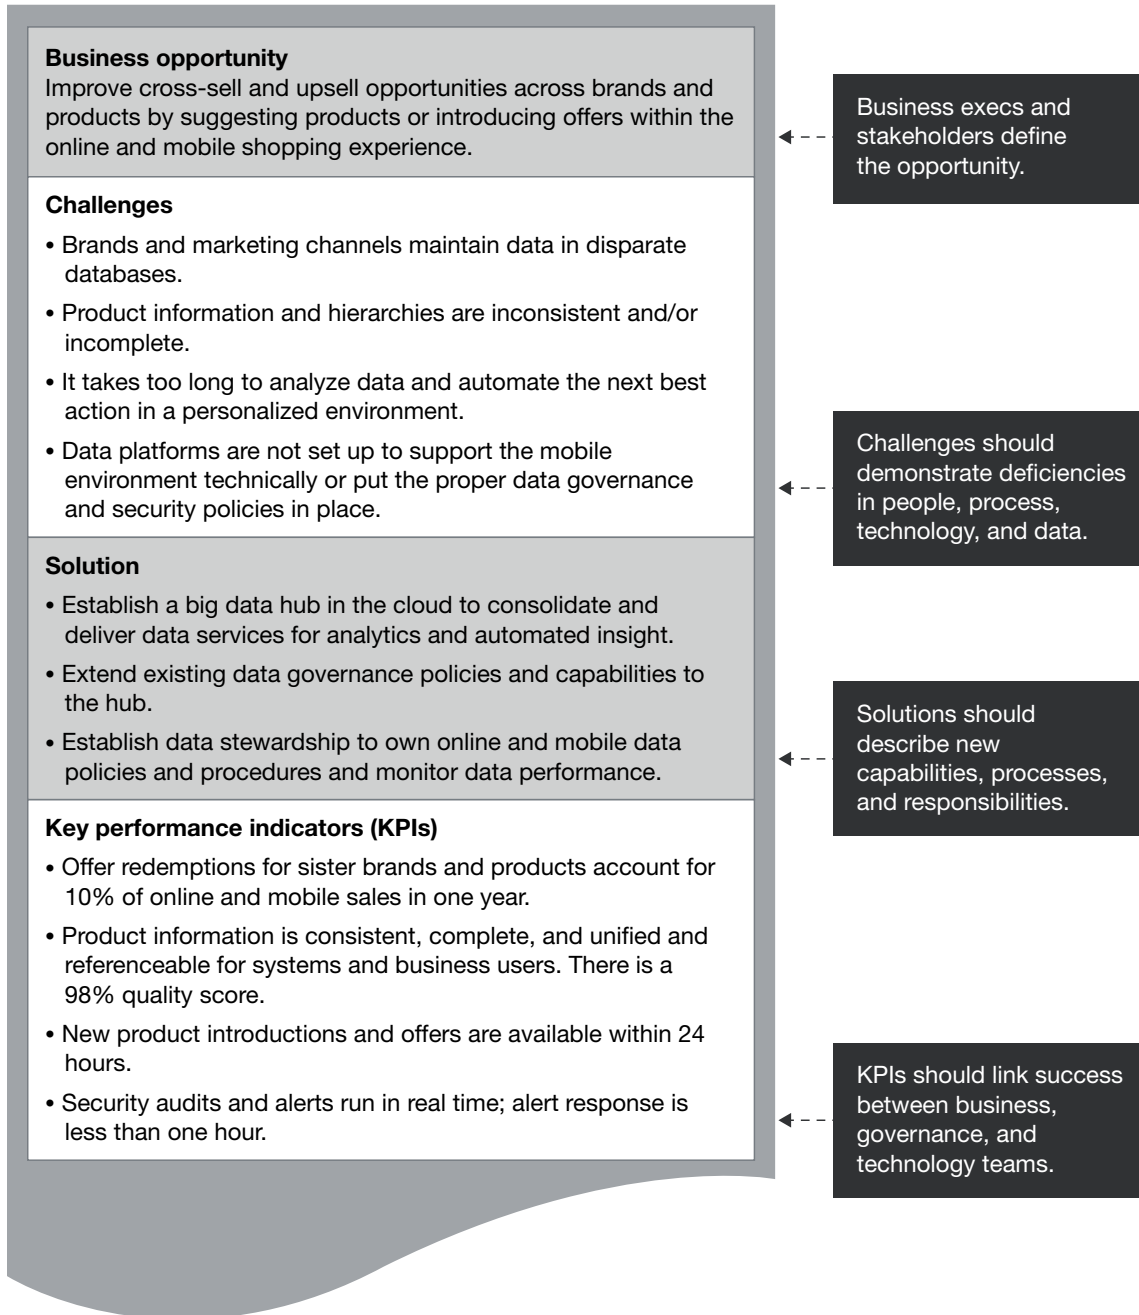 Business opportunity
Improve cross-sell and upsell opportunities across brands and
products by suggesting products or introducing offers within the
online and mobile shopping experience.
Business execs and
stakeholders define
the opportunity.
Challenges
• Brands and marketing channels maintain data in disparate
databases.
• Product information and hierarchies are inconsistent and/or
incomplete.
• It takes too long to analyze data and automate the next best
action in a personalized environment.
• Data platforms are not set up to support the mobile
environment technically or put the proper data governance
and security policies in place.
Challenges should
demonstrate deficiencies
in people, process,
technology, and data.
Solution
• Establish a big data hub in the cloud to consolidate and
deliver data services for analytics and automated insight.
• Extend existing data governance policies and capabilities to
the hub.
• Establish data stewardship to own online and mobile data
policies and procedures and monitor data performance.
Solutions should
describe new
capabilities, processes,
and responsibilities.
Key performance indicators (KPIs)
• Offer redemptions for sister brands and products account for
10% of online and mobile sales in one year.
• Product information is consistent, complete, and unified and
referenceable for systems and business users. There is a
98% quality score.
• New product introductions and offers are available within 24
hours.
• Security audits and alerts run in real time; alert response is
less than one hour.
KPIs should link success
between business,
governance, and
technology teams.